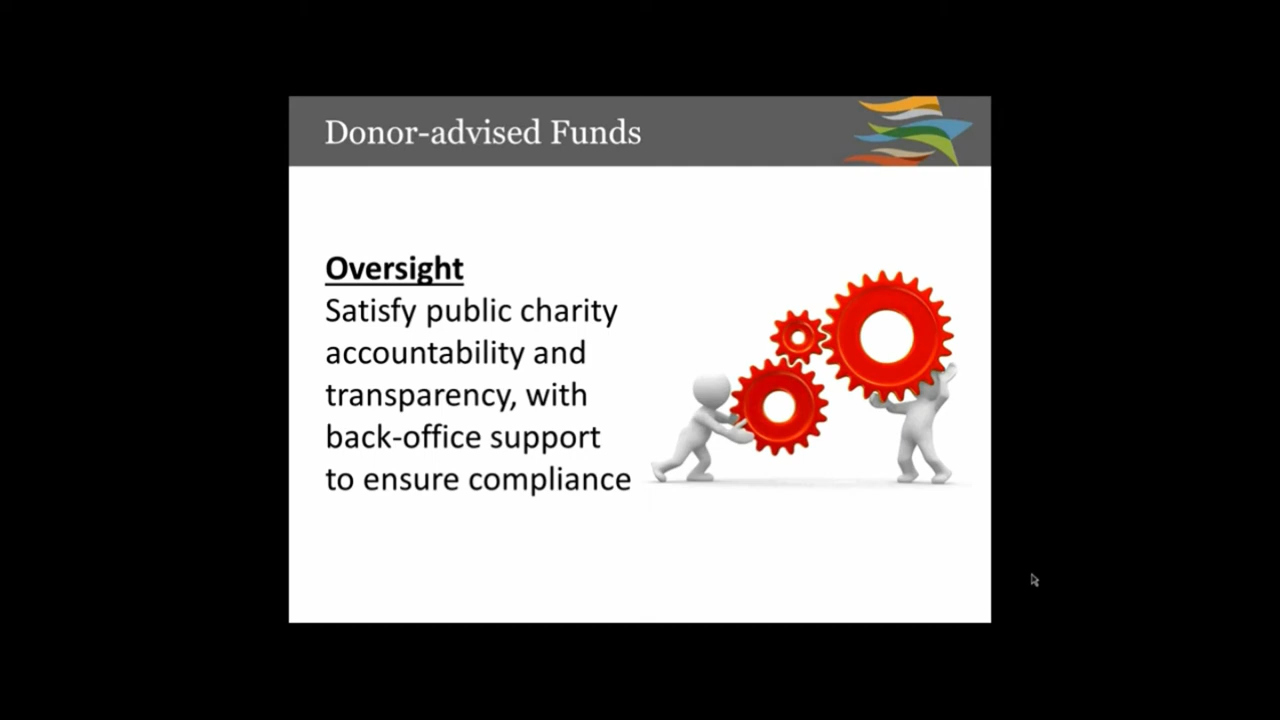 Donor-advised Funds
Oversight
Satisfy public charity
accountability and
transparency, with
back-office support
to ensure compliance